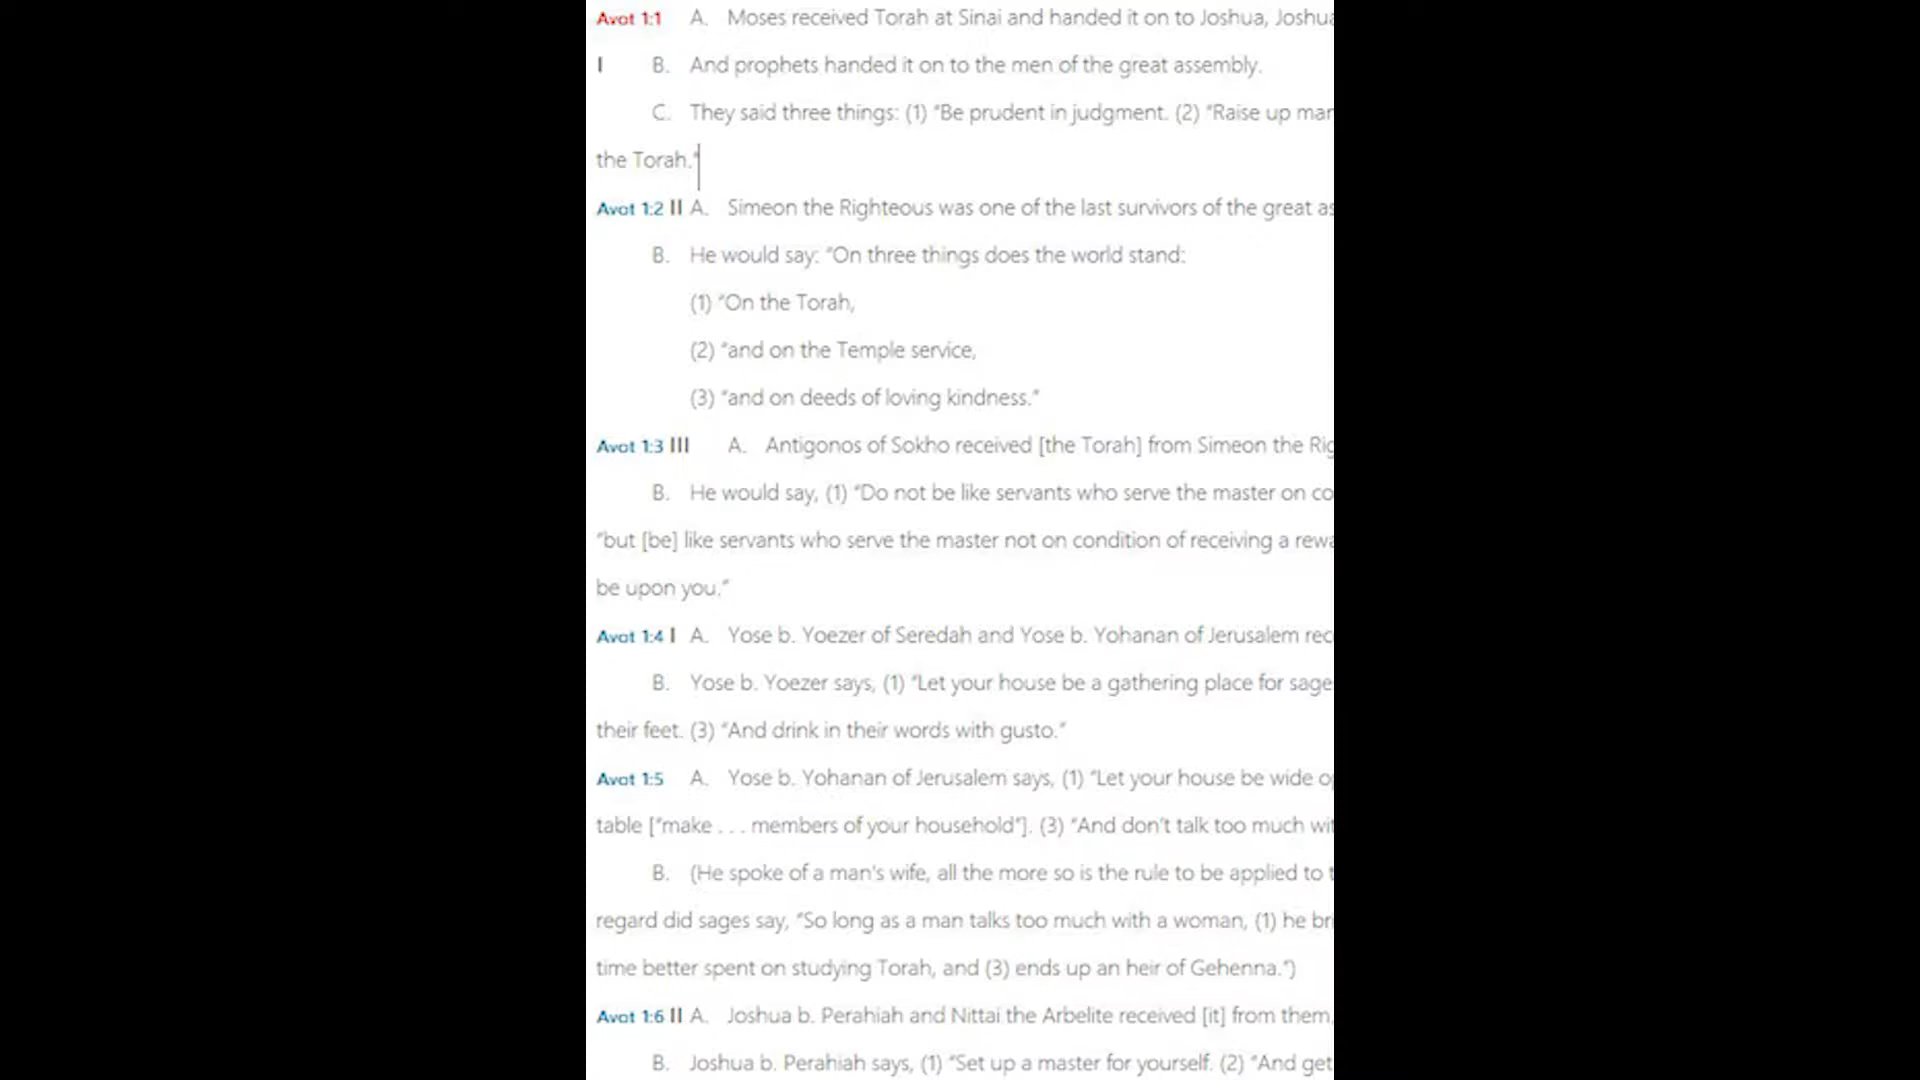 Avot 1:1 A. Moses received Torah at Sinai and handed it on to Joshua, Joshua
I B. And prophets handed it on to the men of the great assembly.
C. They said three things: (1) “Be prudent in judgment. (2) “Raise up
the Torah.”
Avot 1:2 II A. Simeon the Righteous was one of the last survivors of the great
B. He would say: “On three things does the world stand:
(1) “On the Torah,
(2) “and on the Temple service,
(3) “and on deeds of loving kindness.”
Avot 1:3 III A. Antigonos of Sokho received [the Torah] from Simeon the
B. He would say, (1) “Do not be like servants who serve the master on
“but [be] like servants who serve the master not on condition of receiving a
be upon you.”
Avot 1:4 I A. Yose b. Yoezer of Seredah and Yose b. Yohanan of Jerusalem
B. Yose b. Yoezer says, (1) “Let your house be a gathering place for
their feet. (3) “And drink in their words with gusto.”
Avot 1:5 A. Yose b. Yohanan of Jerusalem says, (1) “Let your house be wide
table [“make . . . members of your household”]. (3) “And don't talk too much
B. (He spoke of a man's wife, all the more so is the rule to be applied to
regard did sages say, “So long as a man talks too much with a woman, (1) he
time better spent on studying Torah, and (3) ends up an heir of Gehenna.”)
Avot 1:6 II A. Joshua b. Perahiah and Nittai the Arbelite received [it] from them.
B. Joshua b. Perahiah says, (1) “Set up a master for yourself. (2) “And get